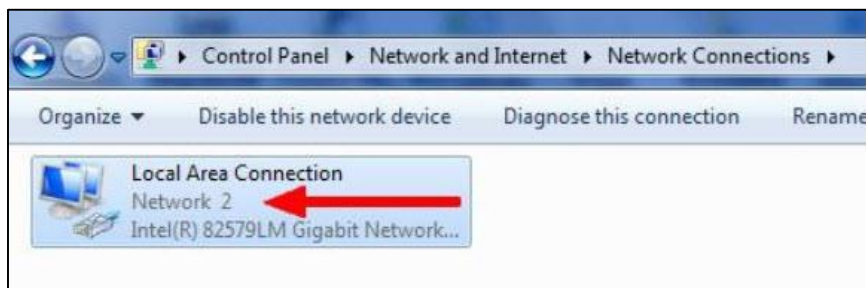 Control Panel ▸ Network and Internet ▸ Network Connections ▸
Organize ▾ Disable this network device Diagnose this connection Rename
Local Area Connection
Network 2
Intel(R) 82579LM Gigabit Network...